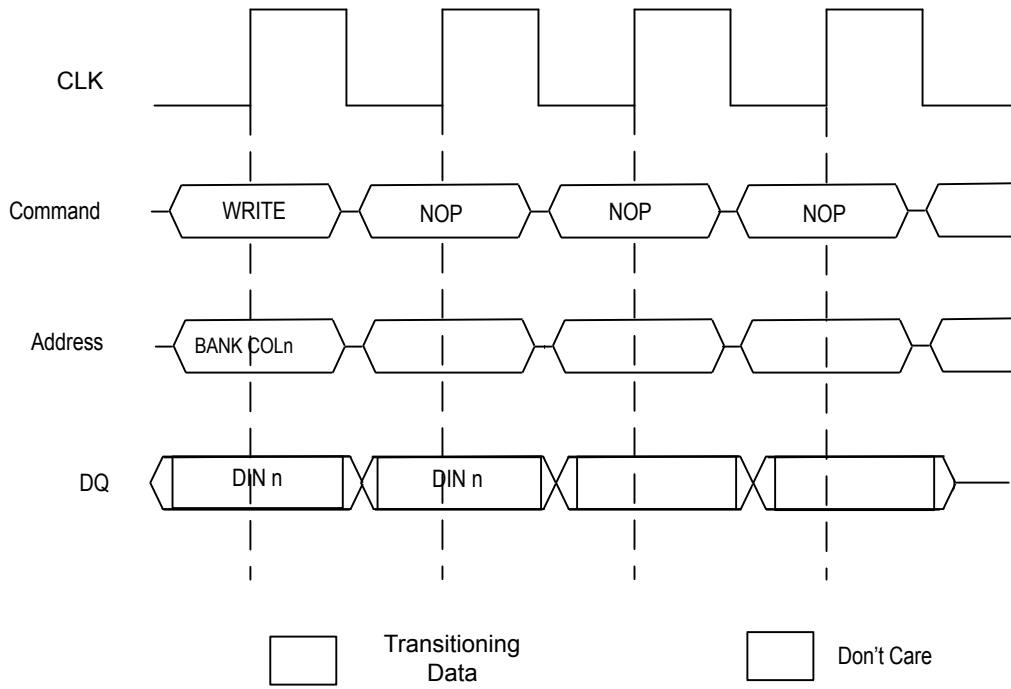 CLK
Command
WRITE
NOP
NOP
NOP
Address
BANK COLn
DQ
DIN n
DIN n
Transitioning
Data
Don't Care